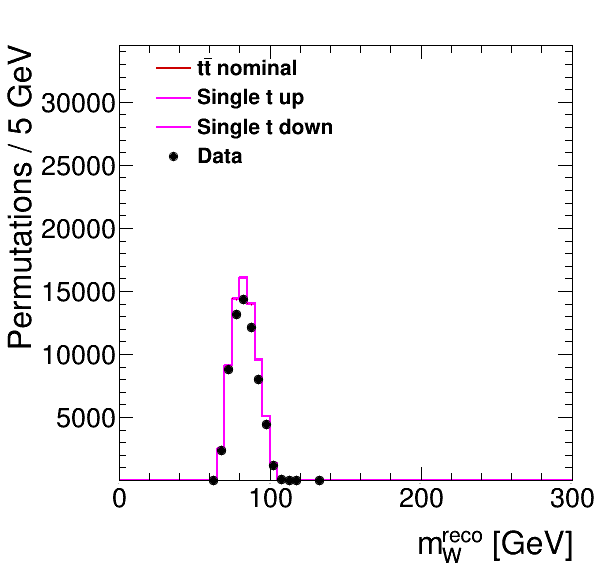 Permutations / 5 GeV
tt̄ nominal
Single t up
Single t down
Data
30000
25000
20000
15000
10000
5000
0 100 200 300
m_W^reco [GeV]